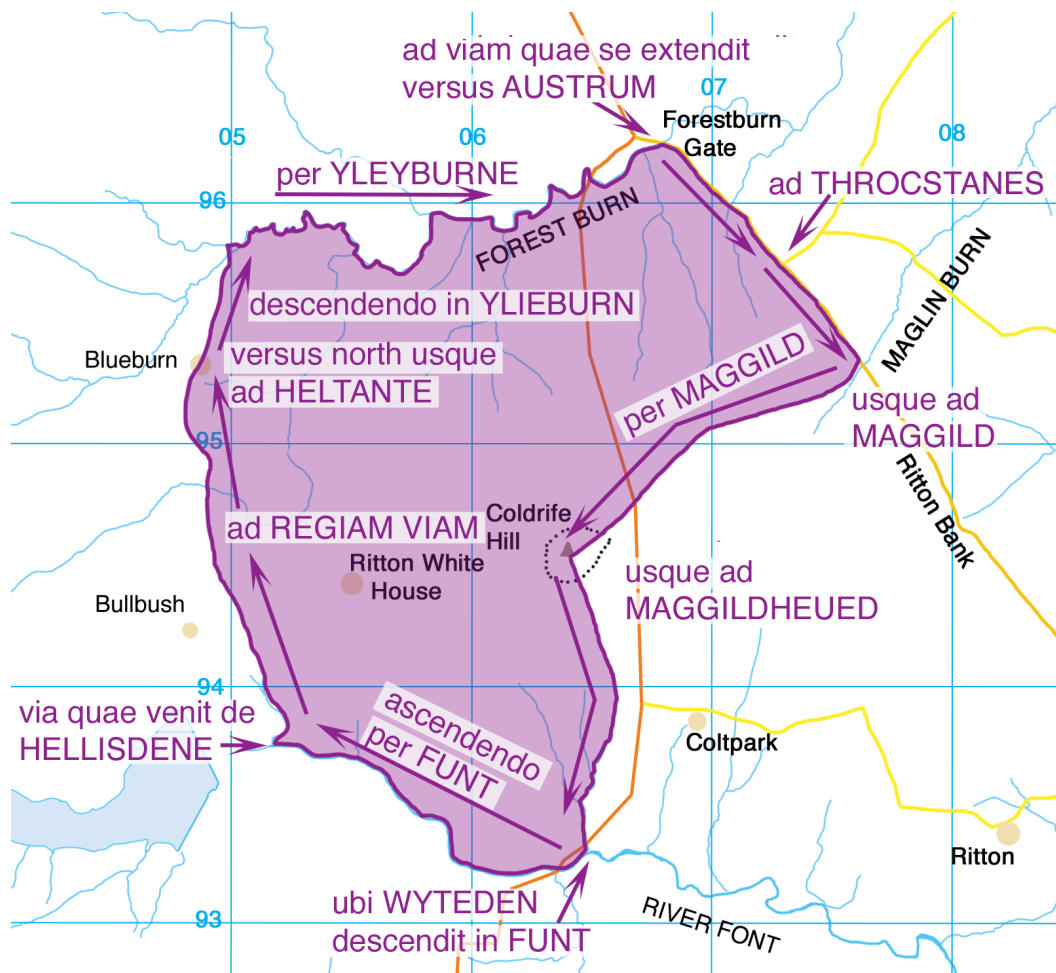 ad viam quae se extendit
versus AUSTRUM
07
Forestburn
Gate
05
06
08
per YLEYBURNE
ad THROCSTANES
96
FOREST BURN
MAGLIN BURN
descendendo in YLIEBURN
Blueburn
versus north usque
ad HELTANTE
per MAGGILD
usque ad
MAGGILD
95
Ritton Bank
ad REGIAM VIAM
Coldrife
Hill
Ritton White
House
usque ad
MAGGILDHEUED
Bullbush
94
ascendendo
per FUNT
via quae venit de
HELLISDENE
Coltpark
Ritton
ubi WYTEDEN
descendit in FUNT
RIVER FONT
93